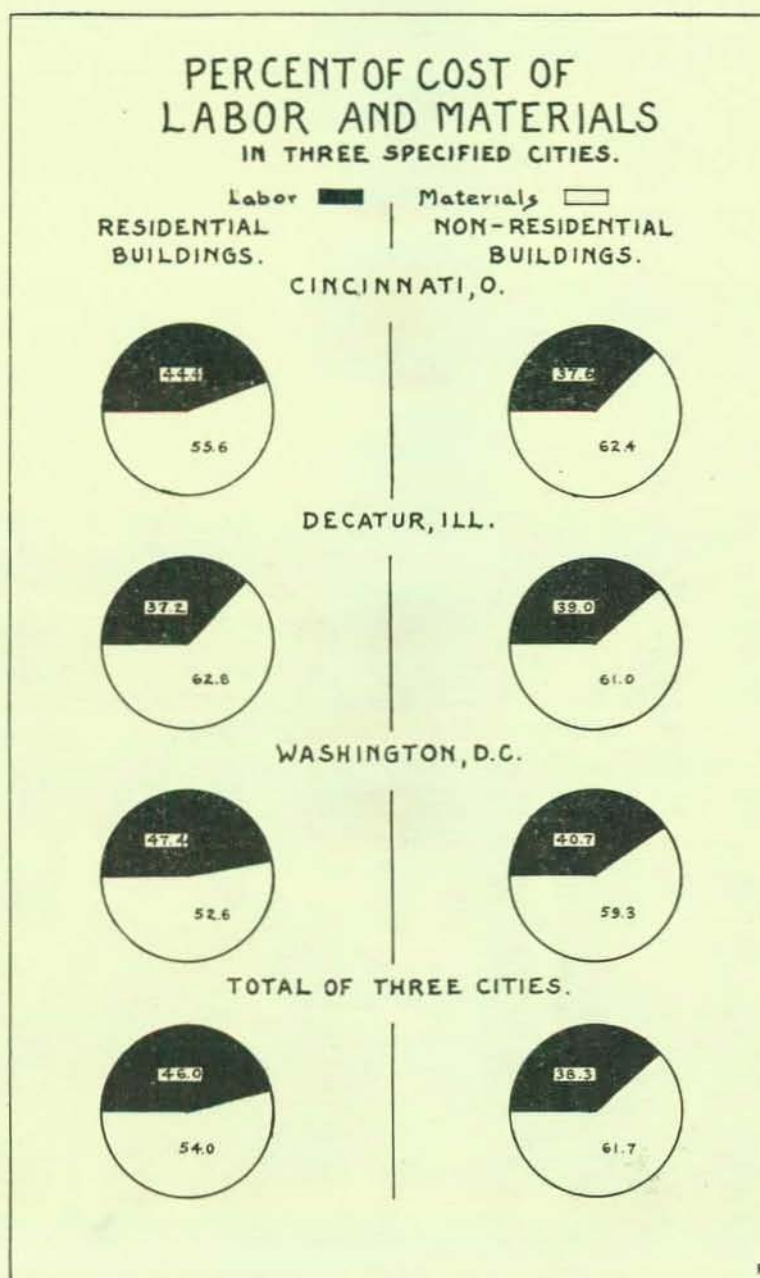 PERCENT OF COST OF
LABOR AND MATERIALS
IN THREE SPECIFIED CITIES.
Labor Materials
RESIDENTIAL NON-RESIDENTIAL
BUILDINGS. BUILDINGS.
CINCINNATI, O.
44.4 37.6
55.6 62.4
DECATUR, ILL.
37.2 39.0
62.8 61.0
WASHINGTON, D.C.
47.4 40.7
52.6 59.3
TOTAL OF THREE CITIES.
46.0 38.3
54.0 61.7